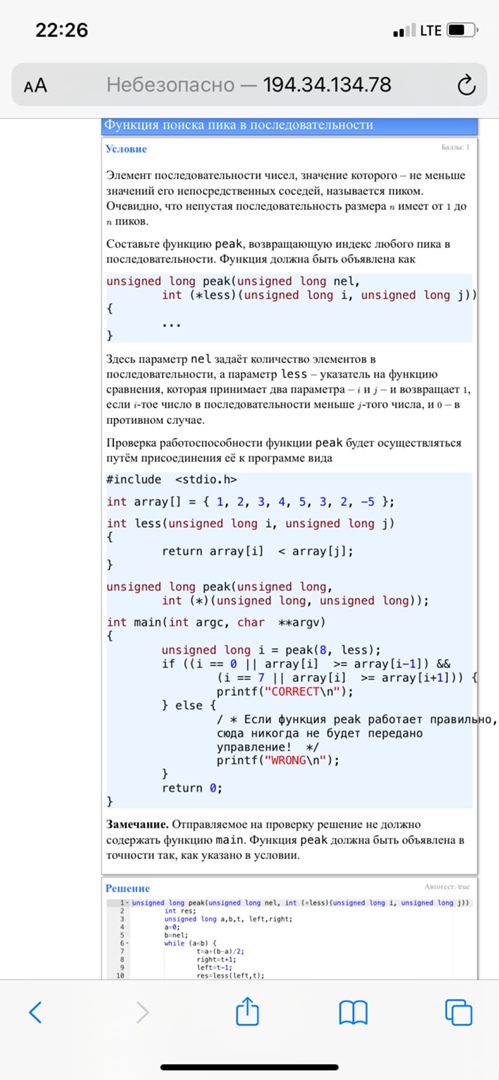 22:26
LTE
AA Небезопасно — 194.34.134.78
Функция поиска пика в последовательности
Условие
Баллы: 1
Элемент последовательности чисел, значение которого – не меньше
значений его непосредственных соседей, называется пиком.
Очевидно, что непустая последовательность размера n имеет от 1 до
n пиков.
Составьте функцию peak, возвращающую индекс любого пика в
последовательности. Функция должна быть объявлена как
unsigned long peak(unsigned long nel,
int (*less)(unsigned long i, unsigned long j))
{
...
}
Здесь параметр nel задаёт количество элементов в
последовательности, а параметр less – указатель на функцию
сравнения, которая принимает два параметра – i и j – и возвращает 1,
если i-тое число в последовательности меньше j-того числа, и 0 – в
противном случае.
Проверка работоспособности функции peak будет осуществляться
путём присоединения её к программе вида
#include <stdio.h>
int array[] = { 1, 2, 3, 4, 5, 3, 2, -5 };
int less(unsigned long i, unsigned long j)
{
return array[i] < array[j];
}
unsigned long peak(unsigned long,
int (*)(unsigned long, unsigned long));
int main(int argc, char **argv)
{
unsigned long i = peak(8, less);
if ((i == 0 || array[i] >= array[i-1]) &&
(i == 7 || array[i] >= array[i+1])) {
printf("CORRECT\n");
} else {
/ * Если функция peak работает правильно,
сюда никогда не будет передано
управление! */
printf("WRONG\n");
}
return 0;
}
Замечание. Отправляемое на проверку решение не должно
содержать функцию main. Функция peak должна быть объявлена в
точности так, как указано в условии.
Решение
Автотест: true
1 unsigned long peak(unsigned long nel, int (*less)(unsigned long i, unsigned long j))
2 int res;
3 unsigned long a,b,t, left,right;
4 a=0;
5 b=nel;
6 while (a<b) {
7 t=a+(b-a)/2;
8 right=t+1;
9 left=t-1;
10 res=less(left,t);